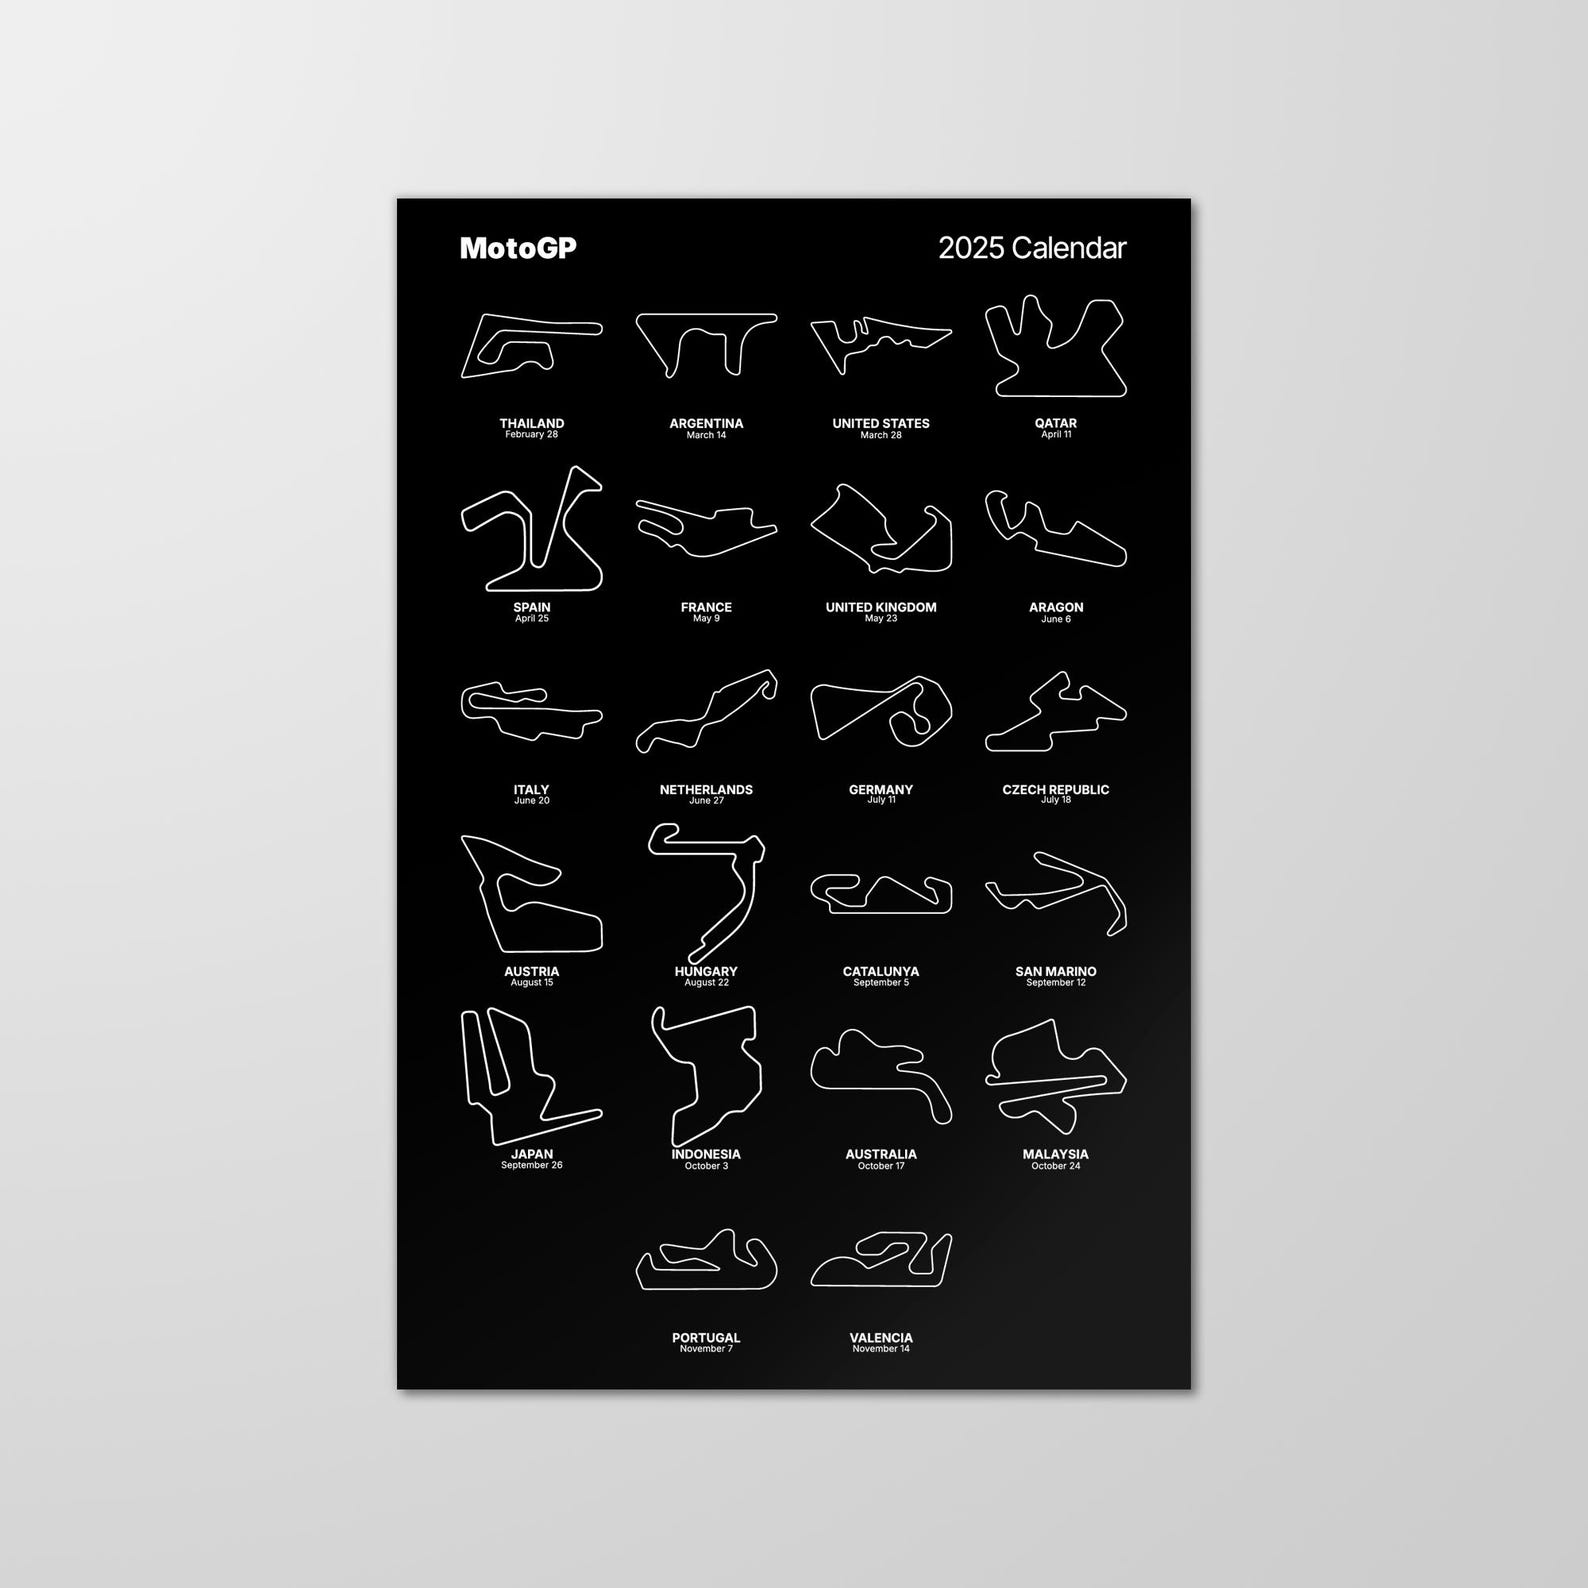 MotoGP
2025 Calendar
THAILAND
February 28
ARGENTINA
March 14
UNITED STATES
March 28
QATAR
April 11
SPAIN
April 25
FRANCE
May 9
UNITED KINGDOM
May 23
ARAGON
June 6
ITALY
June 20
NETHERLANDS
June 27
GERMANY
July 11
CZECH REPUBLIC
July 18
AUSTRIA
August 15
HUNGARY
August 22
CATALUNYA
September 5
SAN MARINO
September 12
JAPAN
September 26
INDONESIA
October 3
AUSTRALIA
October 17
MALAYSIA
October 24
PORTUGAL
November 7
VALENCIA
November 14